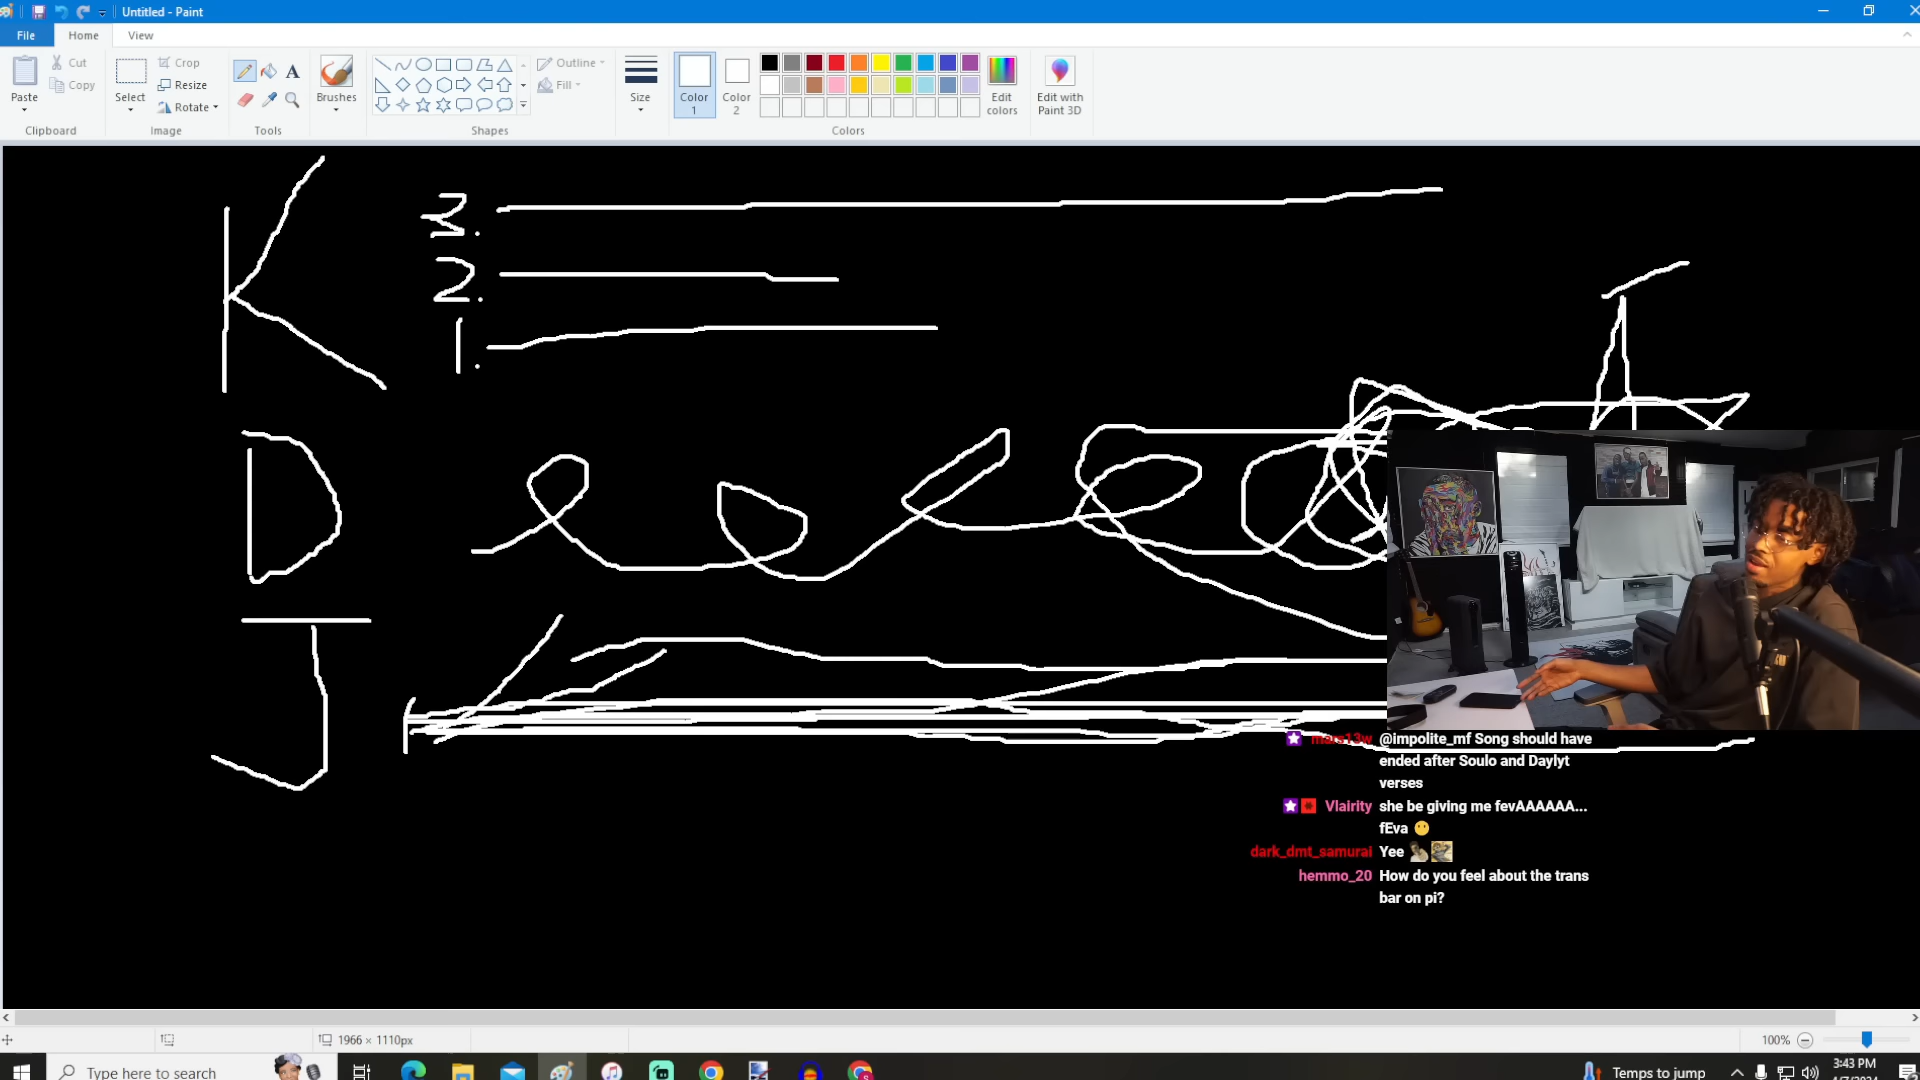 Untitled - Paint
File Home View
Paste
Cut
Copy
Clipboard
Select
Crop
Resize
Rotate
Image
A
Tools
Brushes
Shapes
Outline
Fill
Size
Color 1
Color 2
Edit colors
Colors
Edit with Paint 3D
K
3.
2.
1.
D
J
mars13w @impolite_mf Song should have
ended after Soulo and Daylyt
verses
Vlairity she be giving me fevAAAAAA...
fEva
dark_dmt_samurai Yee
hemmo_20 How do you feel about the trans
bar on pi?
1966 × 1110px
100%
Type here to search
Temps to jump
3:43 PM